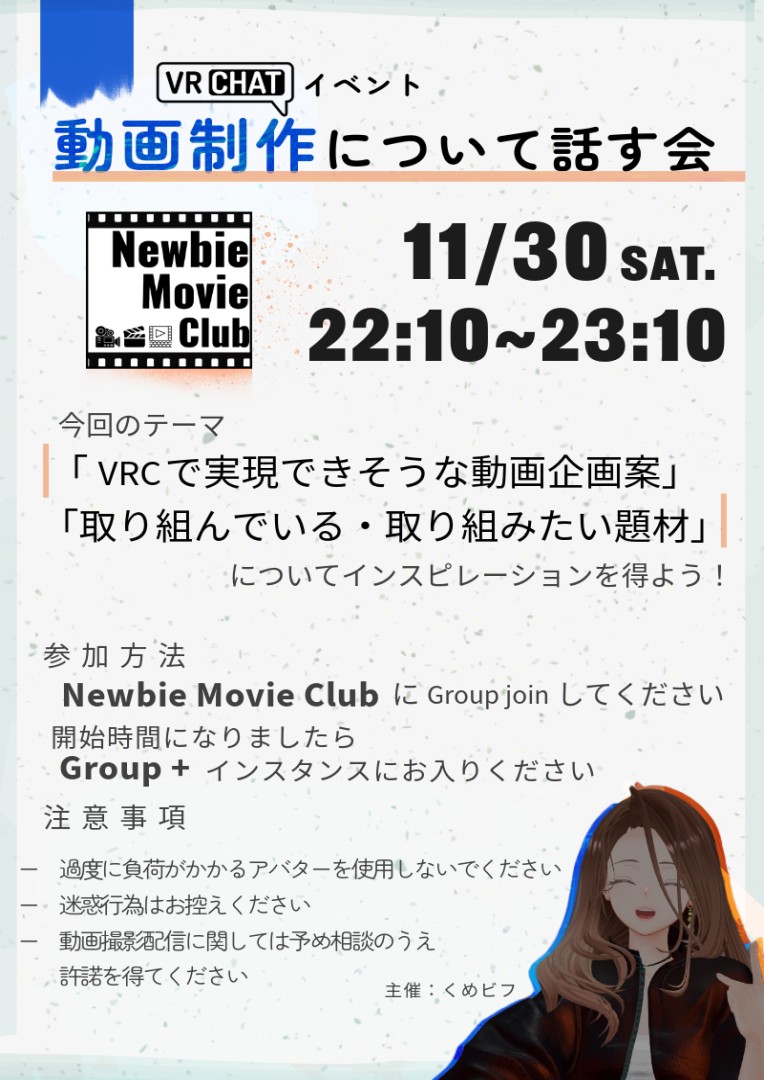 VR CHAT イベント
動画制作について話す会
Newbie
Movie
Club
11/30 SAT.
22:10~23:10
今回のテーマ
「 VRCで実現できそうな動画企画案」
「取り組んでいる・取り組みたい題材」
についてインスピレーションを得よう！
参加方法
Newbie Movie Club に Group join してください
開始時間になりましたら
Group + インスタンスにお入りください
注意事項
― 過度に負荷がかかるアバターを使用しないでください
― 迷惑行為はお控えください
― 動画撮影配信に関しては予め相談のうえ
許諾を得てください
主催：くめビフ